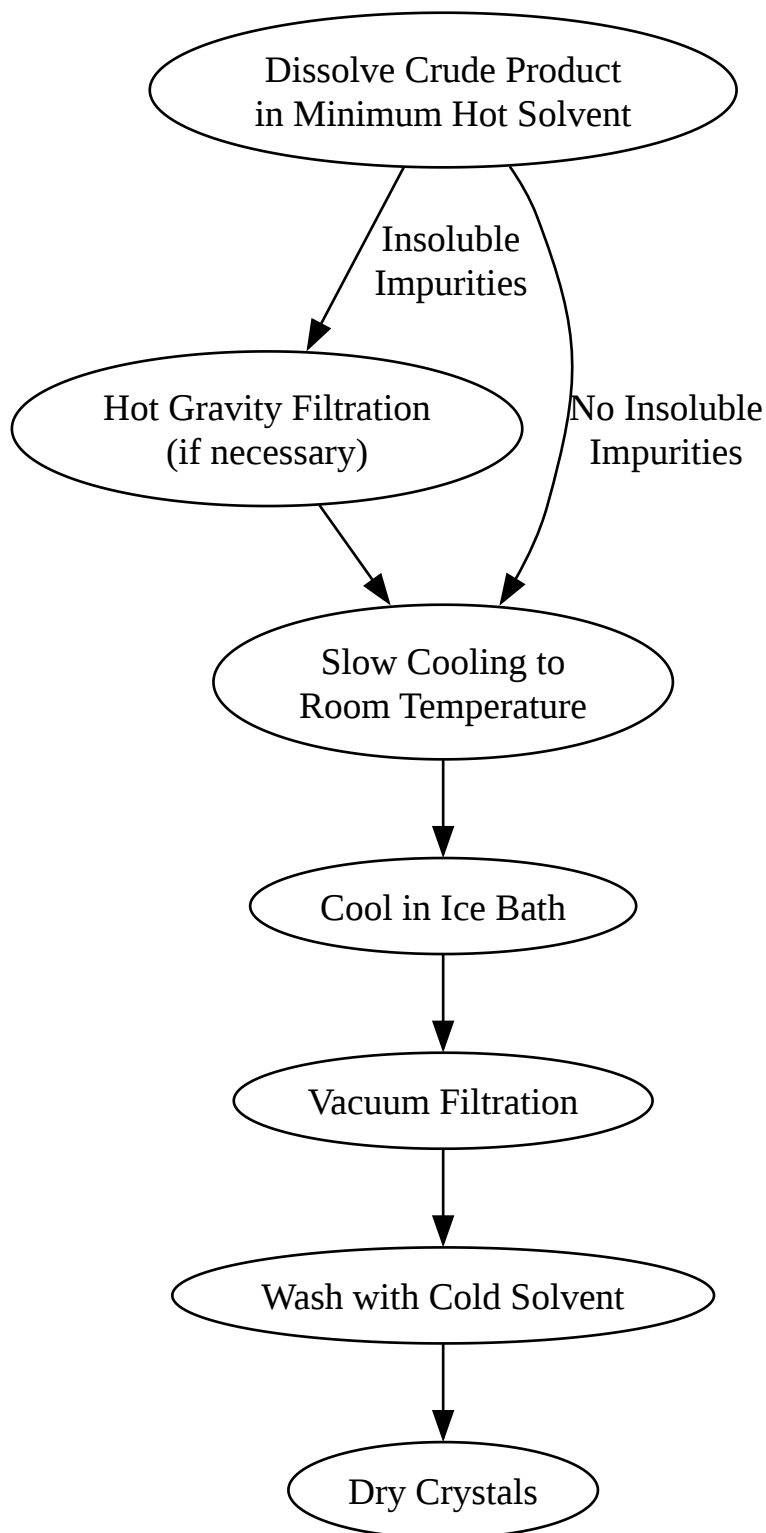 Dissolve Crude Product
in Minimum Hot Solvent
Insoluble
Impurities
Hot Gravity Filtration
(if necessary)
No Insoluble
Impurities
Slow Cooling to
Room Temperature
Cool in Ice Bath
Vacuum Filtration
Wash with Cold Solvent
Dry Crystals